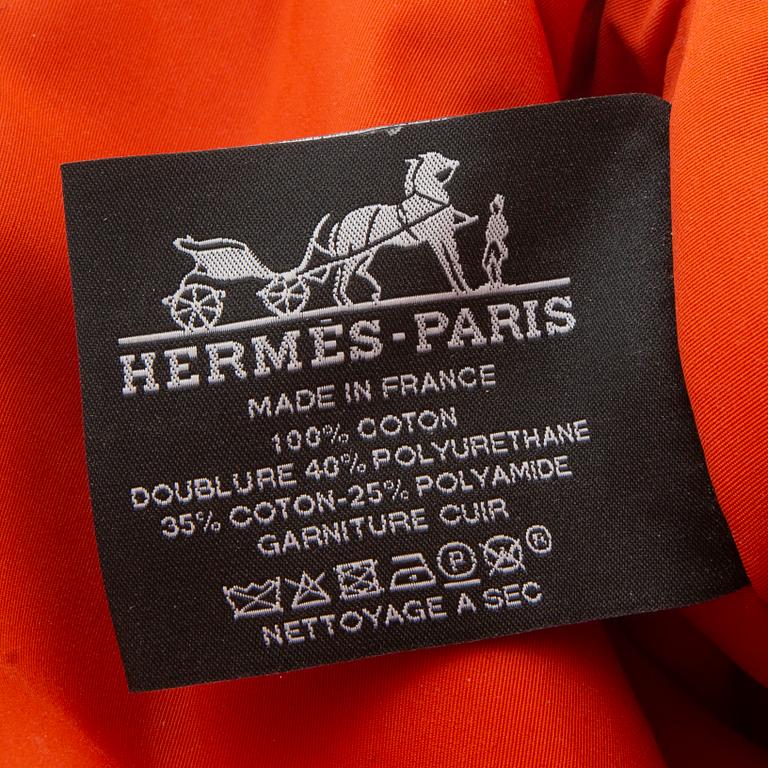 HERMÈS-PARIS
MADE IN FRANCE
100% COTON
DOUBLURE 40% POLYURETHANE
35% COTON-25% POLYAMIDE
GARNITURE CUIR
P W ®
NETTOYAGE A SEC